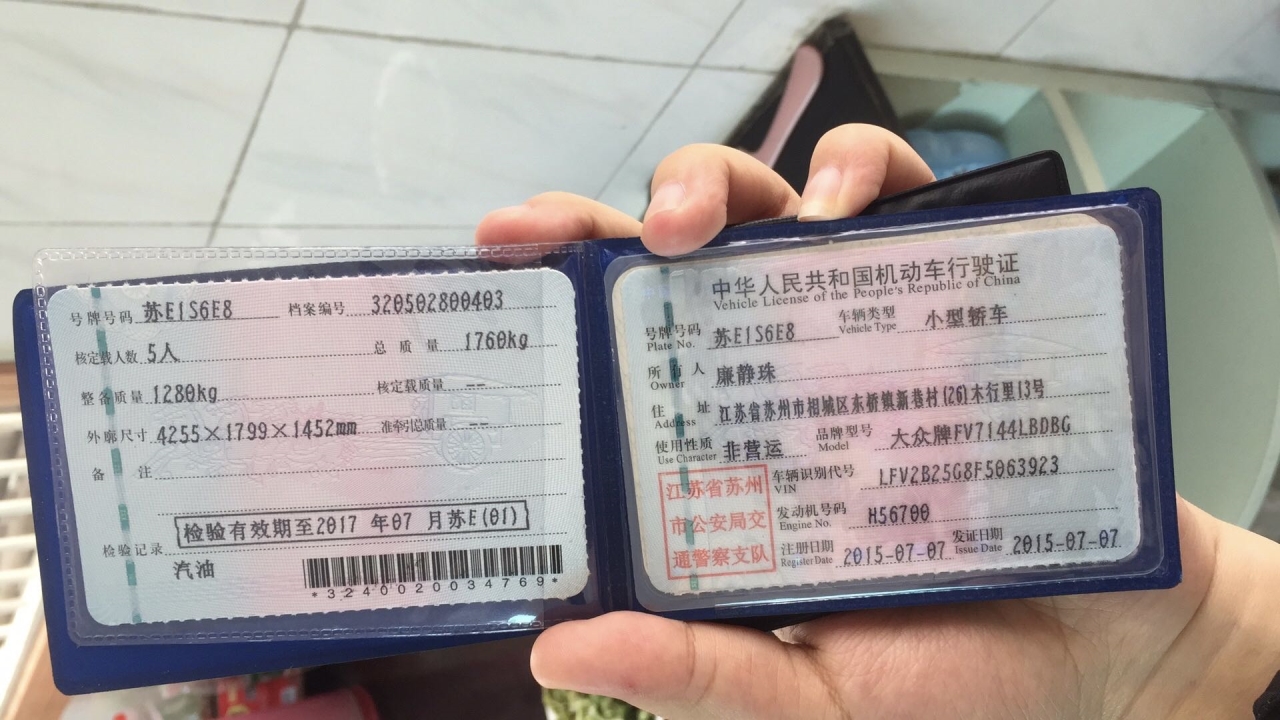 号牌号码 苏E1S6E8 档案编号 320502800403
核定载人数 5人 总质量 1760kg
整备质量 1280kg 核定载质量 --
外廓尺寸 4255×1799×1452mm 准牵引总质量 --
备注
检验有效期至2017 年07 月苏E(01)
检验记录
汽油
*3240020034769*
中华人民共和国机动车行驶证
Vehicle License of the People's Republic of China
号牌号码 苏E1S6E8 车辆类型 小型轿车
Plate No. Vehicle Type
所有人 廉静珠
Owner
住址 江苏省苏州市相城区东桥镇新巷村(26)木行里13号
Address
使用性质 非营运 品牌型号 大众牌FV7144LBDBG
Use Character Model
江苏省苏州
市公安局交
通警察支队
车辆识别代号 LFV2B25G8F5063923
VIN
发动机号码 H56700
Engine No.
注册日期 2015-07-07 发证日期 2015-07-07
Register Date Issue Date